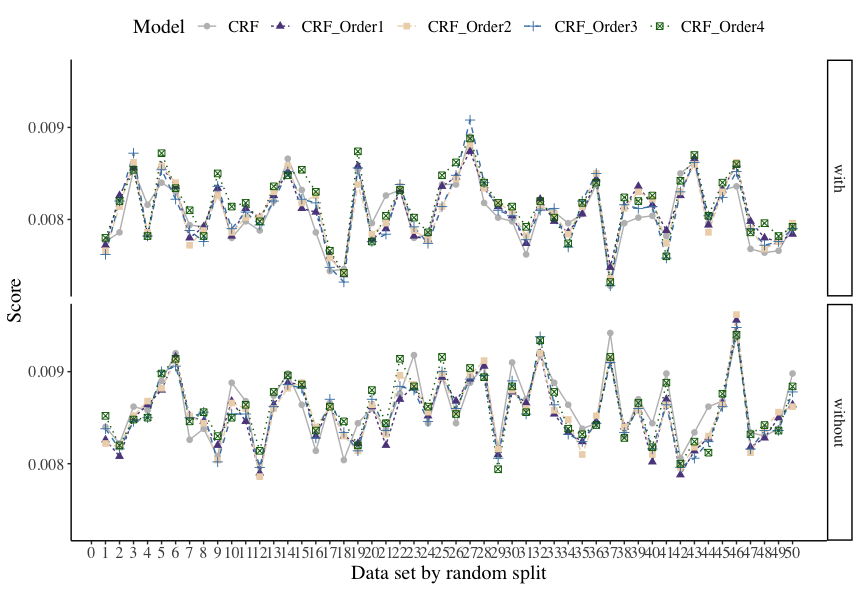 Model CRF CRF_Order1 CRF_Order2 CRF_Order3 CRF_Order4
0.009
0.008
with
Score
0.009
0.008
without
0 1 2 3 4 5 6 7 8 9 10 11 12 13 14 15 16 17 18 19 20 21 22 23 24 25 26 27 28 29 30 31 32 33 34 35 36 37 38 39 40 41 42 43 44 45 46 47 48 49 50
Data set by random split